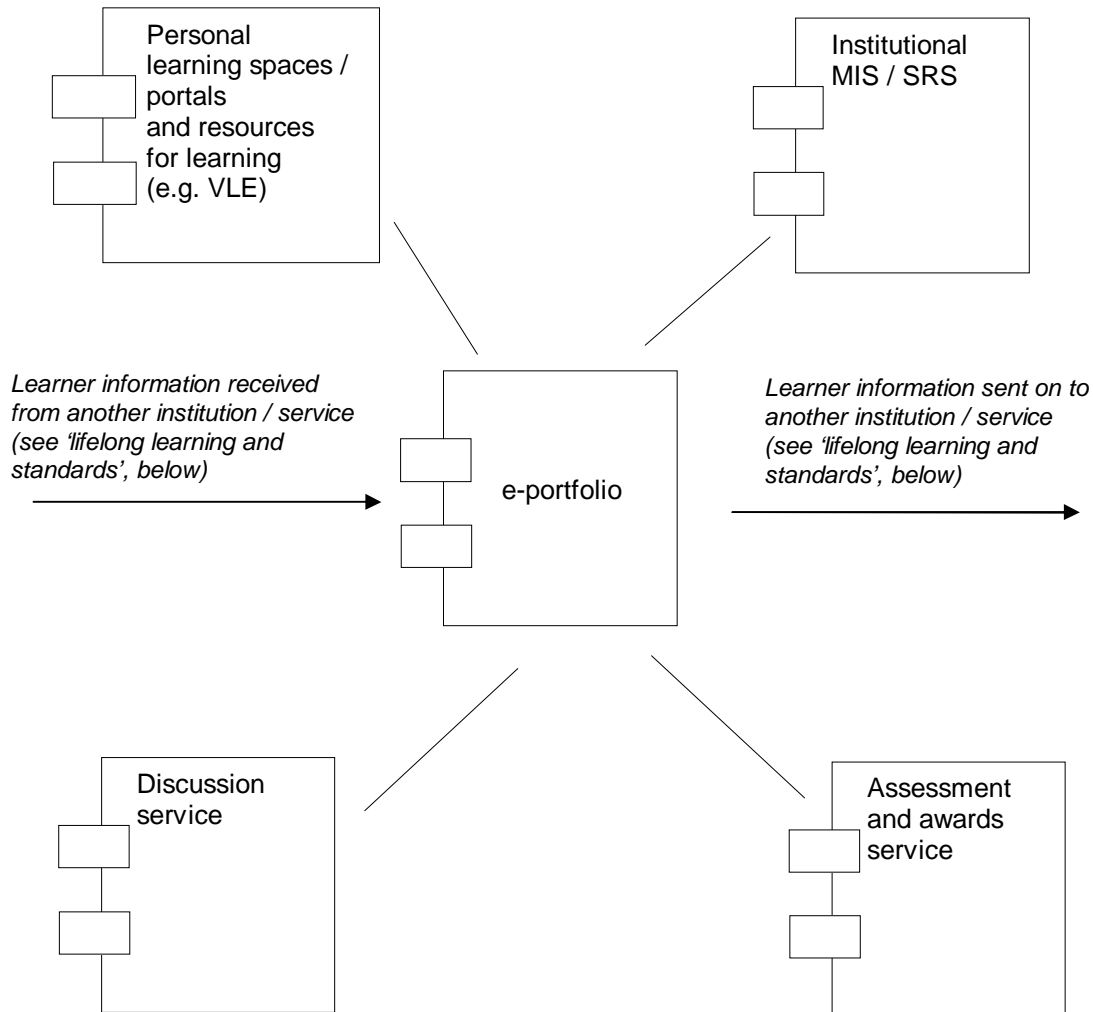 Personal
learning spaces /
portals
and resources
for learning
(e.g. VLE)
Institutional
MIS / SRS
Learner information received
from another institution / service
(see ‘lifelong learning and
standards’, below)
Learner information sent on to
another institution / service
(see ‘lifelong learning and
standards’, below)
e-portfolio
Discussion
service
Assessment
and awards
service